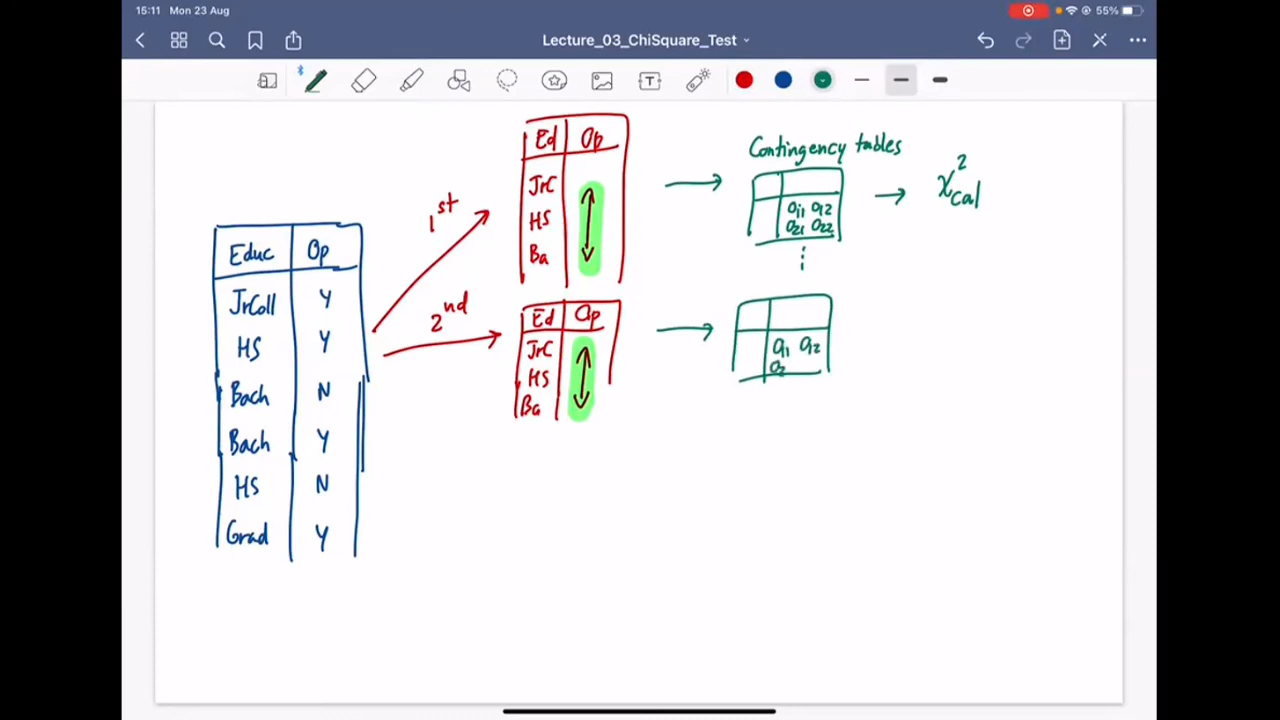 15:11 Mon 23 Aug
55%
Lecture_03_ChiSquare_Test
Educ Op
JrColl Y
HS Y
Bach N
Bach Y
HS N
Grad Y
1st
2nd
Ed Op
JrC
HS
Ba
Ed Op
JrC
HS
Ba
Contingency tables
O11 O12
O21 O22
χ²cal
O11 O12
O2